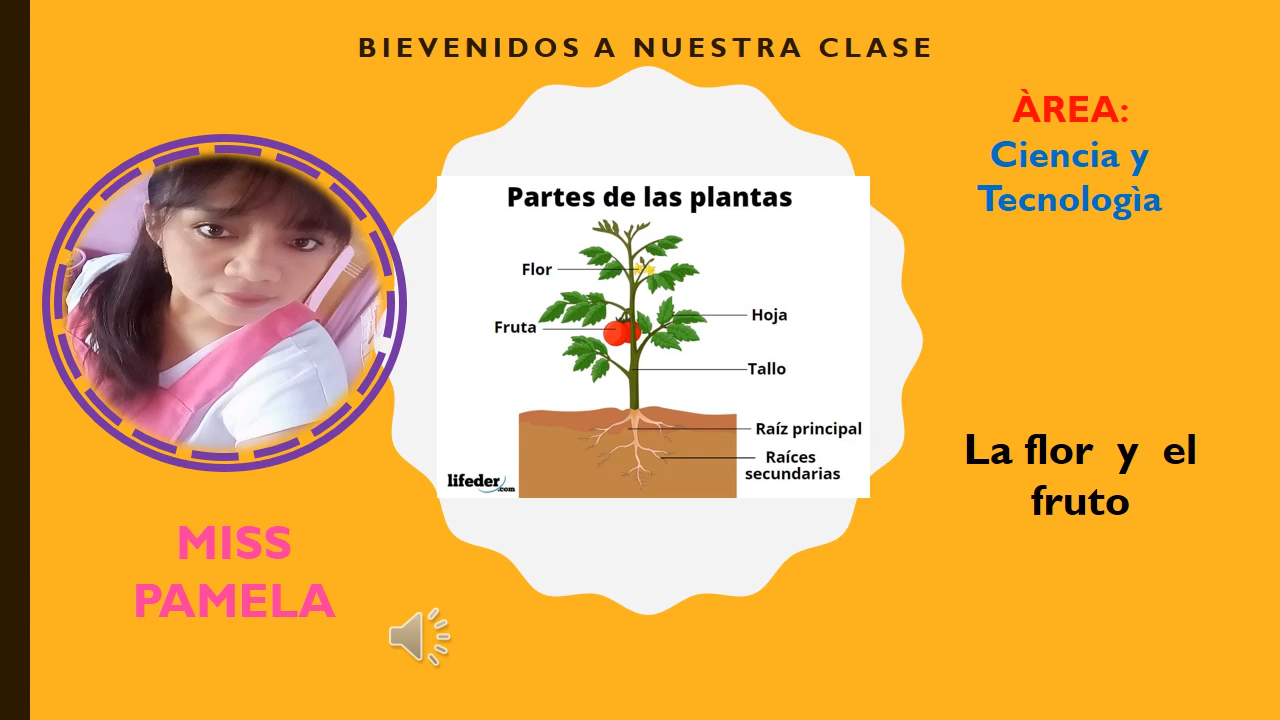 BIEVENIDOS A NUESTRA CLASE
ÀREA:
Ciencia y
Tecnologìa
Partes de las plantas
Flor
Fruta
Hoja
Tallo
Raíz principal
Raíces
secundarias
lifeder
.com
La flor y el
fruto
MISS
PAMELA